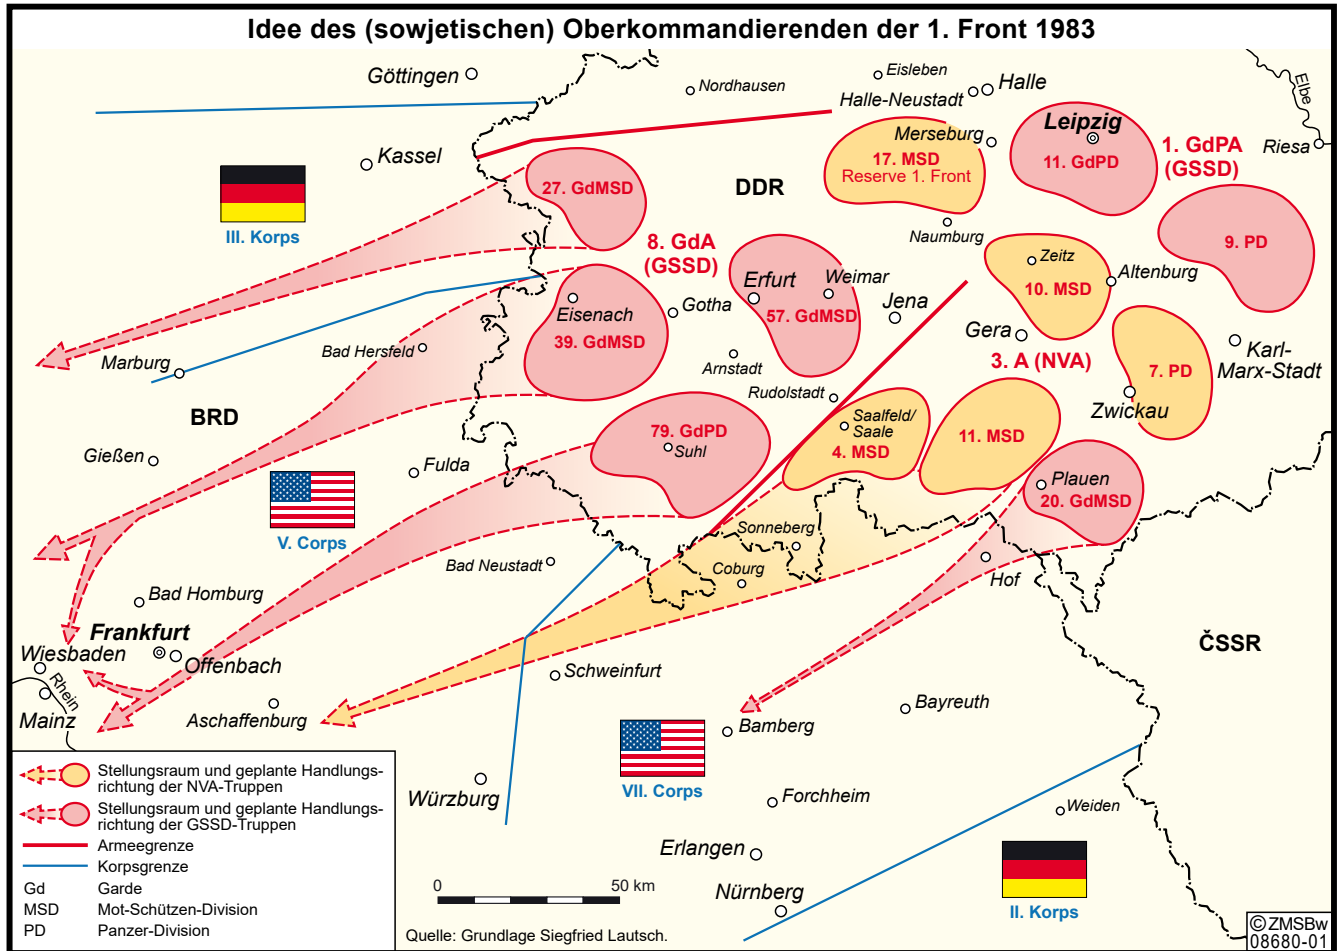 Idee des (sowjetischen) Oberkommandierenden der 1. Front 1983
Göttingen
Nordhausen
Eisleben
Halle-Neustadt
Halle
Elbe
Kassel
Merseburg
Leipzig
11. GdPD
1. GdPA
(GSSD)
Riesa
17. MSD
Reserve 1. Front
DDR
27. GdMSD
III. Korps
Naumburg
9. PD
8. GdA
(GSSD)
Zeitz
10. MSD
Altenburg
Eisenach
39. GdMSD
Gotha
Erfurt
Weimar
57. GdMSD
Jena
Gera
Karl-
Marx-Stadt
Bad Hersfeld
Marburg
Arnstadt
3. A (NVA)
7. PD
Zwickau
Rudolstadt
BRD
Saalfeld/
Saale
4. MSD
11. MSD
79. GdPD
Suhl
Gießen
Fulda
Plauen
20. GdMSD
V. Corps
Sonneberg
Bad Neustadt
Coburg
Hof
Bad Homburg
Frankfurt
Offenbach
Wiesbaden
Rhein
Mainz
ČSSR
Schweinfurt
Aschaffenburg
Bamberg
Bayreuth
VII. Corps
Würzburg
Forchheim
Weiden
Erlangen
Nürnberg
II. Korps
Stellungsraum und geplante Handlungs-
richtung der NVA-Truppen
Stellungsraum und geplante Handlungs-
richtung der GSSD-Truppen
Armeegrenze
Korpsgrenze
Gd Garde
MSD Mot-Schützen-Division
PD Panzer-Division
0 50 km
Quelle: Grundlage Siegfried Lautsch.
©ZMSBw
08680-01